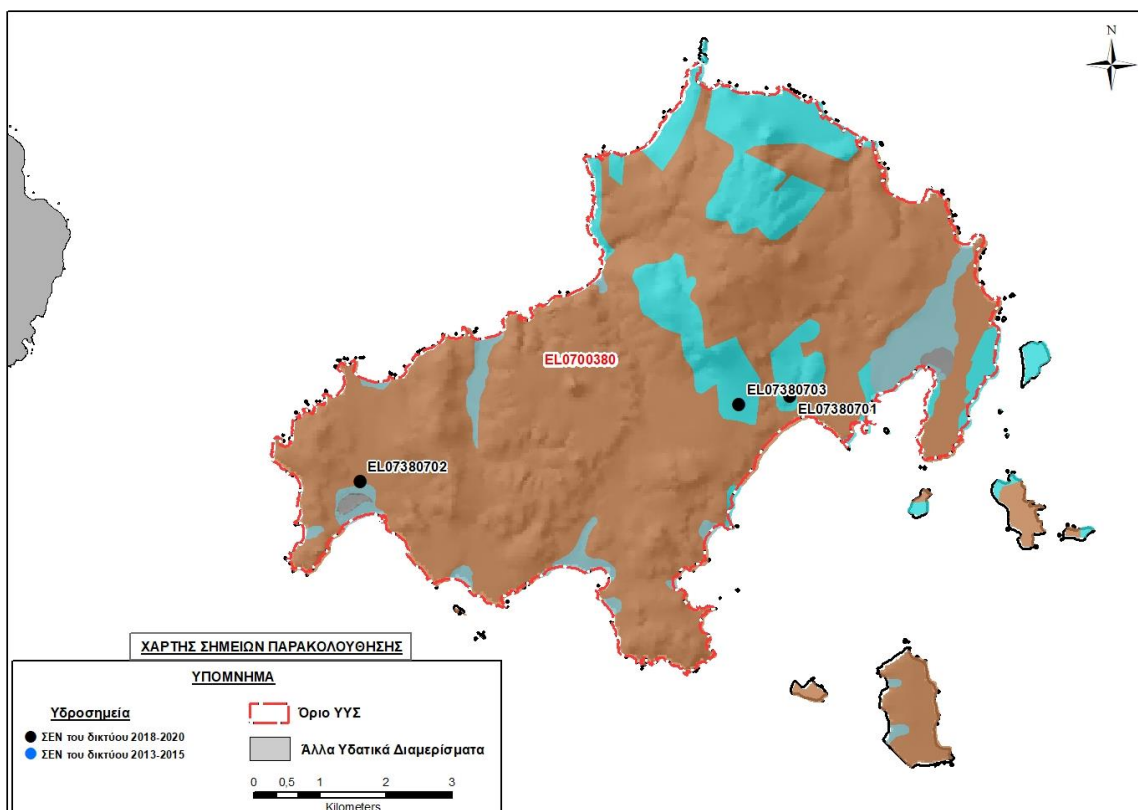 N
EL0700380
EL07380703
EL07380701
EL07380702
ΧΑΡΤΗΣ ΣΗΜΕΙΩΝ ΠΑΡΑΚΟΛΟΥΘΗΣΗΣ
ΥΠΟΜΝΗΜΑ
Υδροσημεία
ΣΕΝ του δικτύου 2018-2020
ΣΕΝ του δικτύου 2013-2015
Όριο ΥΥΣ
Άλλα Υδατικά Διαμερίσματα
0 0,5 1 2 3
Kilometers